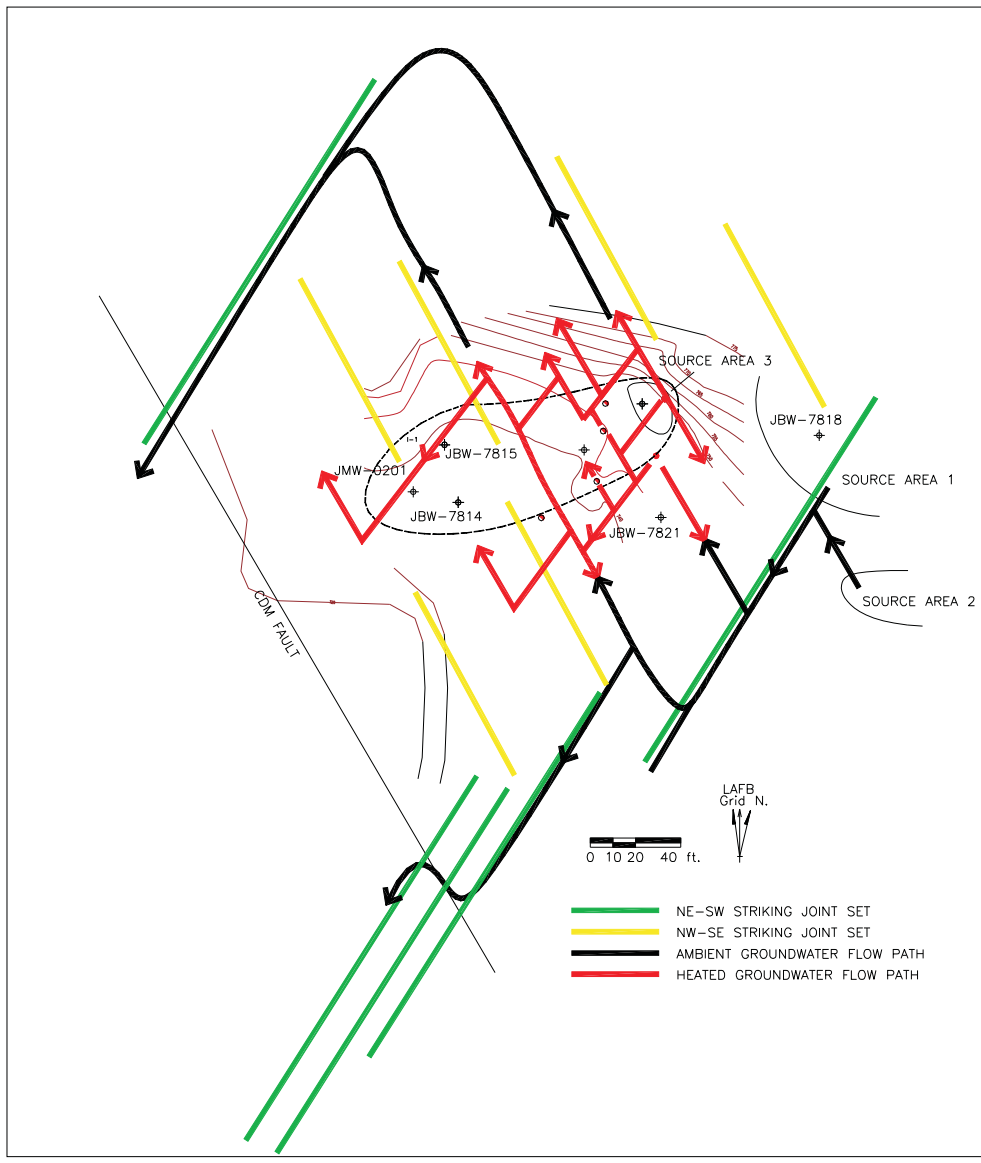 SOURCE AREA 3
JBW-7818
I-1
JBW-7815
JMW-0201
SOURCE AREA 1
JBW-7814
JBW-7821
SOURCE AREA 2
CDM FAULT
LAFB
Grid N.
0 10 20 40 ft.
NE-SW STRIKING JOINT SET
NW-SE STRIKING JOINT SET
AMBIENT GROUNDWATER FLOW PATH
HEATED GROUNDWATER FLOW PATH